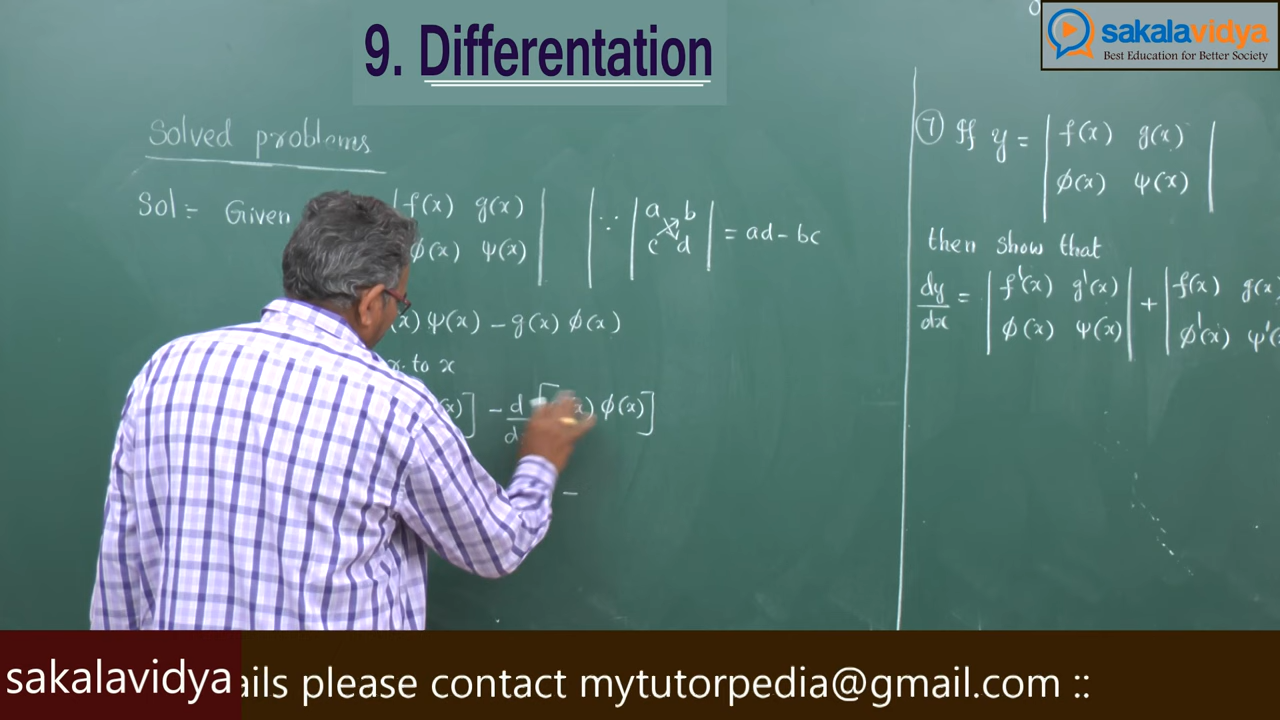 9. Differentation
sakalavidya
Best Education for Better Society
Solved problems
Sol:= Given
f(x) g(x)
ϕ(x) ψ(x)
∵ | a b
c d | = ad - bc
(x) ψ(x) - g(x) ϕ(x)
to x
(x)] - d [ (x) ϕ(x)]
d
-
⑦ If y = | f(x) g(x) |
ϕ(x) ψ(x)
then show that
dy/dx = | f'(x) g'(x) | + | f(x) g(x
ϕ(x) ψ(x) ϕ'(x) ψ'(
sakalavidya
ails please contact mytutorpedia@gmail.com ::